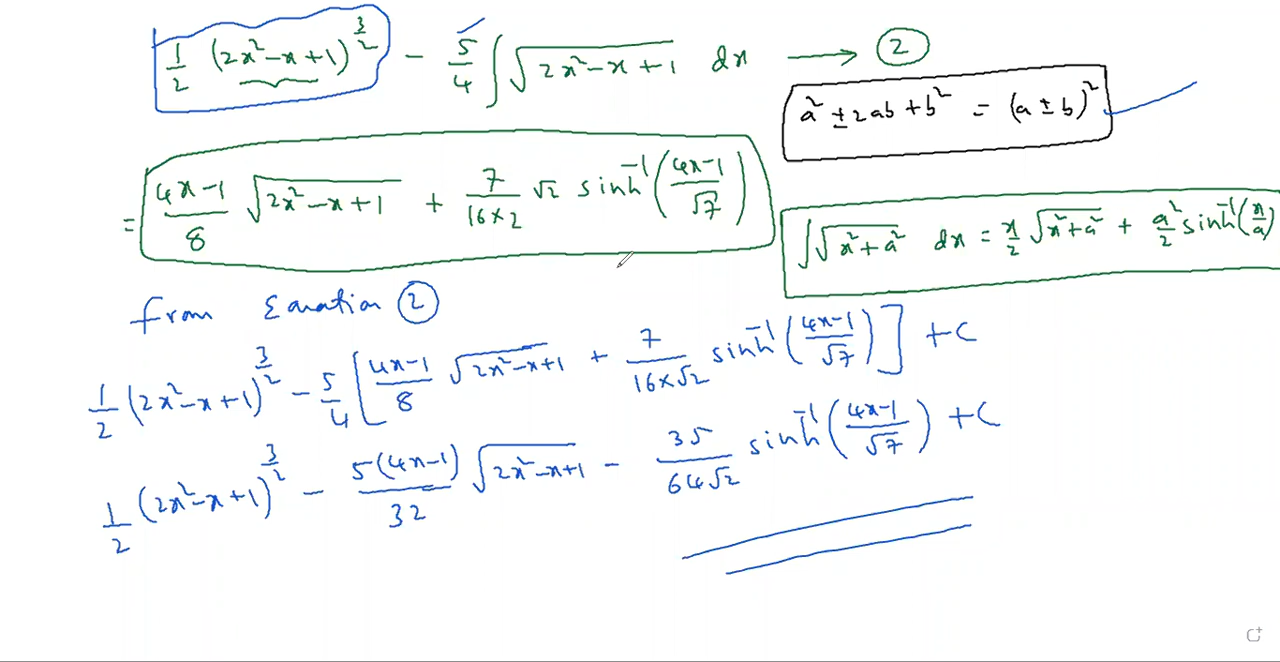 1/2 (2x²-x+1)^(3/2) - 5/4 ∫√(2x²-x+1) dx → ②
a² ± 2ab + b² = (a ± b)²
= (4x-1)/8 √(2x²-x+1) + 7/(16×2) √2 sinh⁻¹((4x-1)/√7)
∫√(x²+a²) dx = x/2 √(x²+a²) + a²/2 sinh⁻¹(x/a)
from Equation ②
1/2 (2x²-x+1)^(3/2) - 5/4 [(4x-1)/8 √(2x²-x+1) + 7/(16×√2) sinh⁻¹((4x-1)/√7)] + C
1/2 (2x²-x+1)^(3/2) - 5(4x-1)/32 √(2x²-x+1) - 35/(64√2) sinh⁻¹((4x-1)/√7) + C